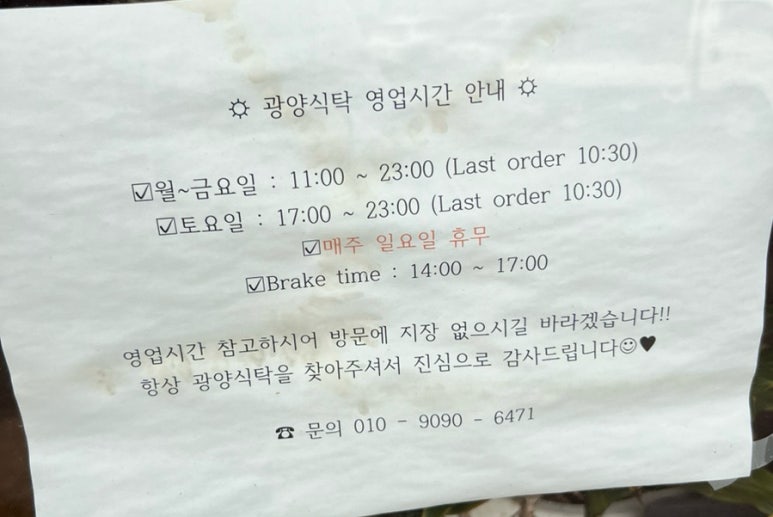 ☼ 광양식탁 영업시간 안내 ☼
☑월~금요일 : 11:00 ~ 23:00 (Last order 10:30)
☑토요일 : 17:00 ~ 23:00 (Last order 10:30)
☑매주 일요일 휴무
☑Brake time : 14:00 ~ 17:00
영업시간 참고하시어 방문에 지장 없으시길 바라겠습니다!!
항상 광양식탁을 찾아주셔서 진심으로 감사드립니다☺♥
☎ 문의 010 - 9090 - 6471